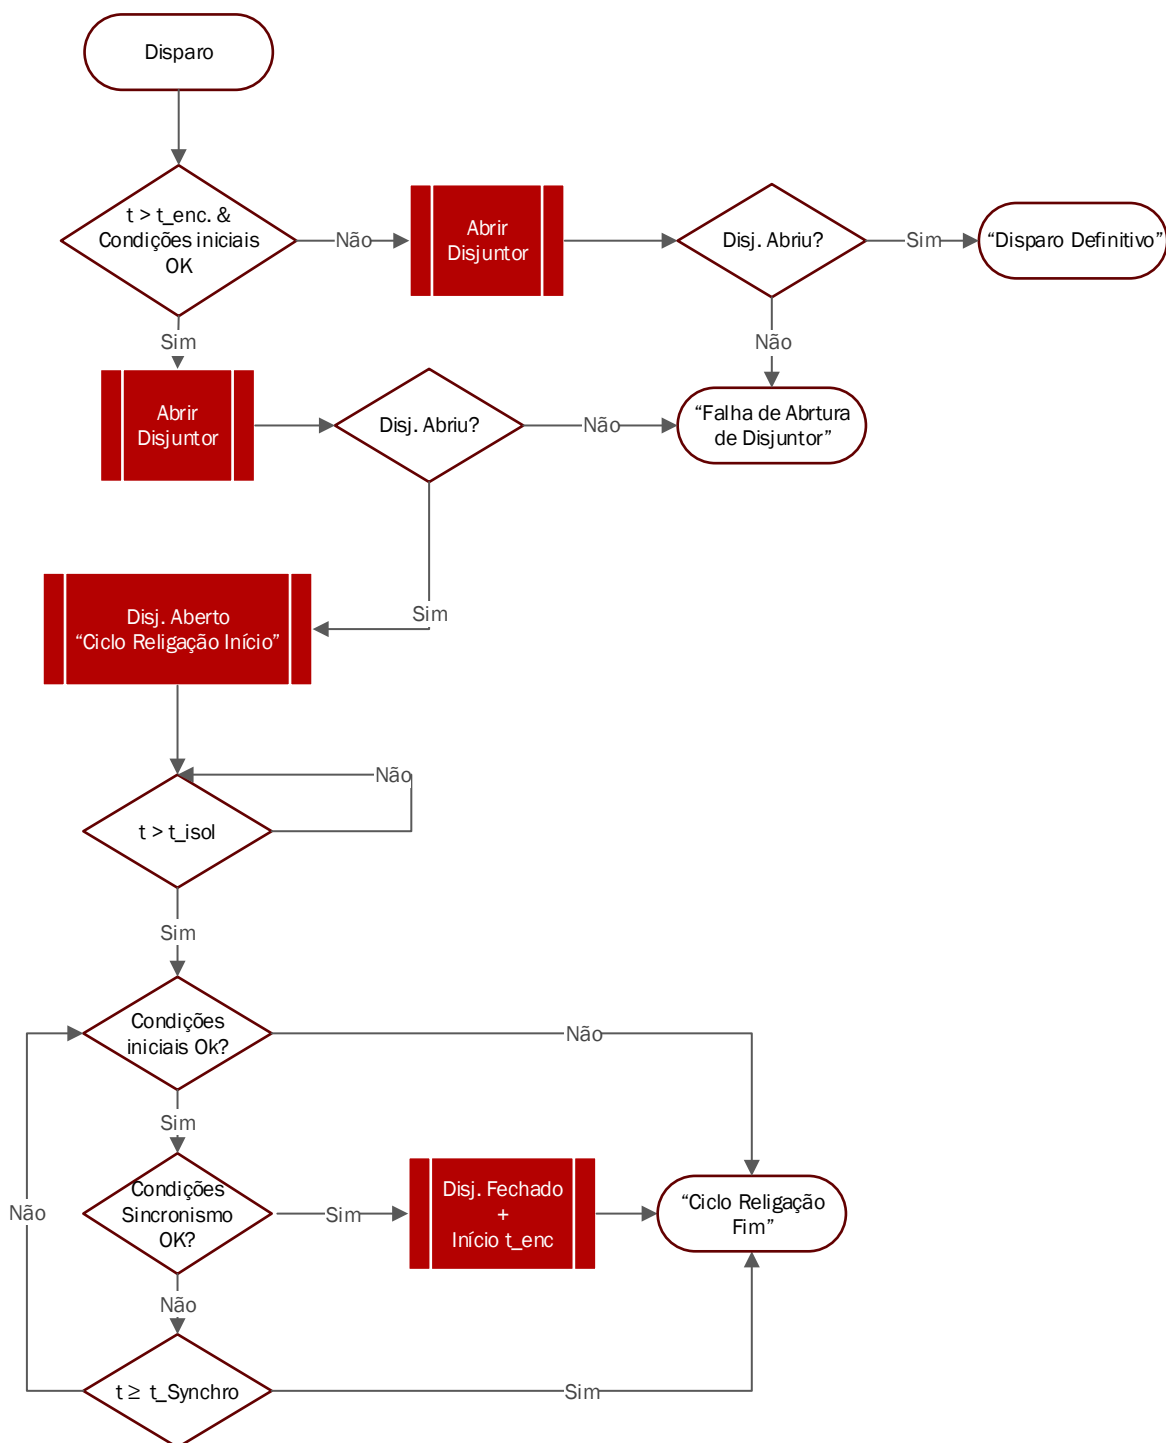 Disparo
t > t_enc. &
Condições iniciais
OK
Não
Abrir
Disjuntor
Disj. Abriu?
Sim
“Disparo Definitivo”
Sim
Não
Abrir
Disjuntor
Disj. Abriu?
Não
“Falha de Abrtura
de Disjuntor”
Sim
Disj. Aberto
“Ciclo Religação Início”
Não
t > t_isol
Sim
Condições
iniciais Ok?
Não
Sim
Condições
Sincronismo
OK?
Sim
Disj. Fechado
+
Início t_enc
“Ciclo Religação
Fim”
Não
Não
t ≥ t_Synchro
Sim